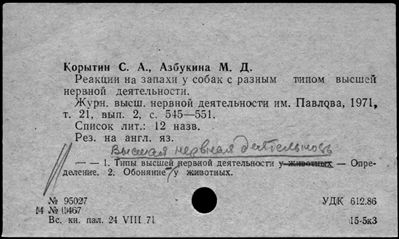 Корытин С. А., Азбукина М. Д.
Реакции на запахи у собак с разным типом высшей
нервной деятельности.
Журн. высш. нервной деятельности им. Павлова, 1971,
т. 21, вып. 2, с. 545—551.
Список лит.: 12 назв.
Рез. на англ. яз.
Высшая нервная деятельность
— — 1. Типы высшей нервной деятельности у животных — Опре-
деление. 2. Обоняние у животных.
№ 95027
УДК 612.86
М № 0467
Вс. кн. пал. 24 VIII 71
15-5к3